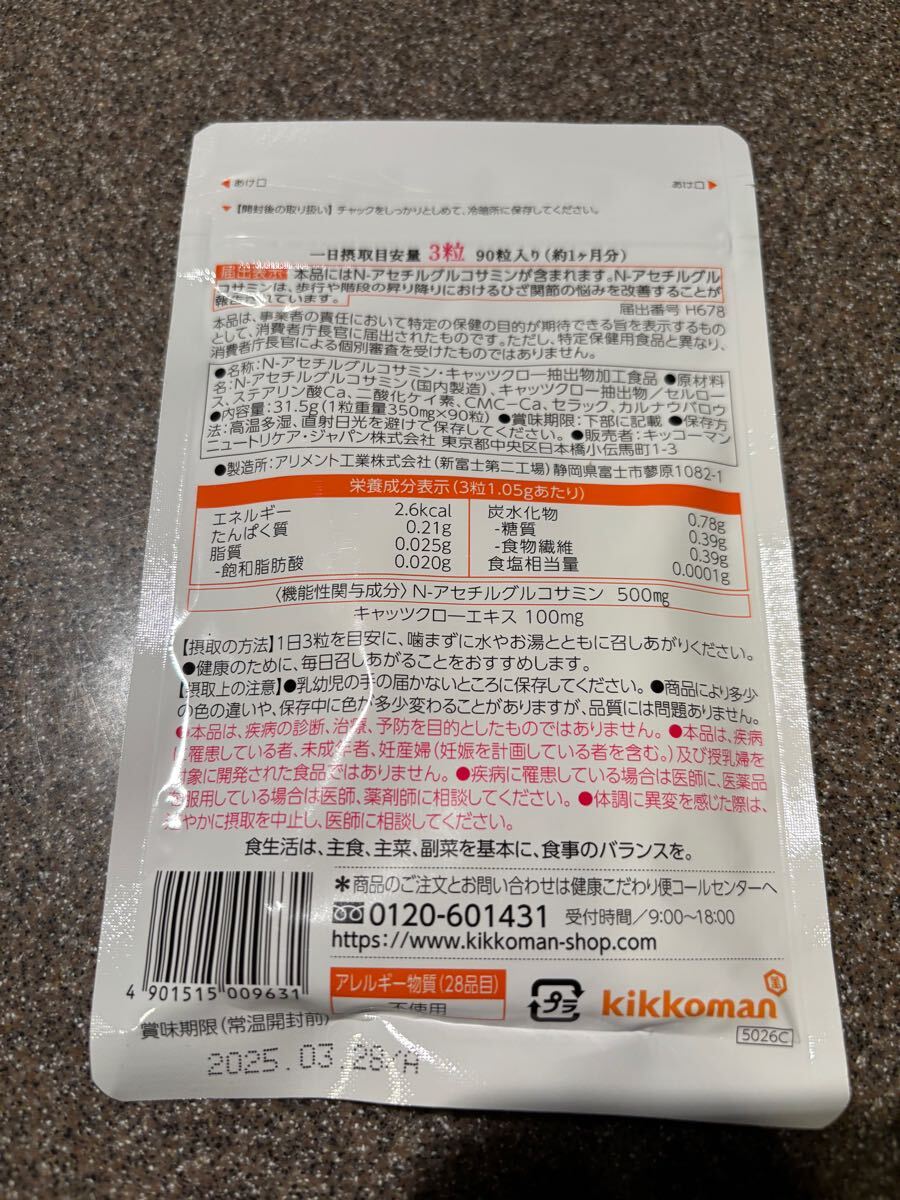 ◀あけ口
あけ口▶
▼【開封後の取り扱い】チャックをしっかりとしめて、冷暗所に保存してください。
一日摂取目安量 3粒 90粒入り(約1ヶ月分)
届出表示 本品にはN-アセチルグルコサミンが含まれます。N-アセチルグル
コサミンは、歩行や階段の昇り降りにおけるひざ関節の悩みを改善することが
報告されています。
届出番号 H678
本品は、事業者の責任において特定の保健の目的が期待できる旨を表示するもの
として、消費者庁長官に届出されたものです。ただし、特定保健用食品と異なり、
消費者庁長官による個別審査を受けたものではありません。
●名称:N-アセチルグルコサミン・キャッツクロー抽出物加工食品 ●原材料
名:N-アセチルグルコサミン(国内製造)、キャッツクロー抽出物/セルロー
ス、ステアリン酸Ca、二酸化ケイ素、CMC-Ca、セラック、カルナウバロウ
●内容量:31.5g(1粒重量350mg×90粒) ●賞味期限:下部に記載 ●保存方
法:高温多湿、直射日光を避けて保存してください。 ●販売者:キッコーマン
ニュートリケア・ジャパン株式会社 東京都中央区日本橋小伝馬町1-3
●製造所:アリメント工業株式会社(新富士第二工場)静岡県富士市蓼原1082-1
栄養成分表示(3粒1.05gあたり)
エネルギー 2.6kcal
たんぱく質 0.21g
脂質 0.025g
-飽和脂肪酸 0.020g
炭水化物 0.78g
-糖質 0.39g
-食物繊維 0.39g
食塩相当量 0.0001g
〈機能性関与成分〉N-アセチルグルコサミン 500mg
キャッツクローエキス 100mg
【摂取の方法】1日3粒を目安に、噛まずに水やお湯とともに召しあがりください。
●健康のために、毎日召しあがることをおすすめします。
【摂取上の注意】●乳幼児の手の届かないところに保存してください。 ●商品により多少
の色の違いや、保存中に色が多少変わることがありますが、品質には問題ありません。
●本品は、疾病の診断、治療、予防を目的としたものではありません。 ●本品は、疾病
に罹患している者、未成年者、妊産婦(妊娠を計画している者を含む。)及び授乳婦を
対象に開発された食品ではありません。 ●疾病に罹患している場合は医師に、医薬品
を服用している場合は医師、薬剤師に相談してください。 ●体調に異変を感じた際は、
速やかに摂取を中止し、医師に相談してください。
食生活は、主食、主菜、副菜を基本に、食事のバランスを。
*商品のご注文とお問い合わせは健康こだわり便コールセンターへ
0120-601431 受付時間/9:00~18:00
https://www.kikkoman-shop.com
4 901515 009631
アレルギー物質(28品目)
不使用
プラ
kikkoman
5026C
賞味期限(常温開封前)
2025.03.28/A